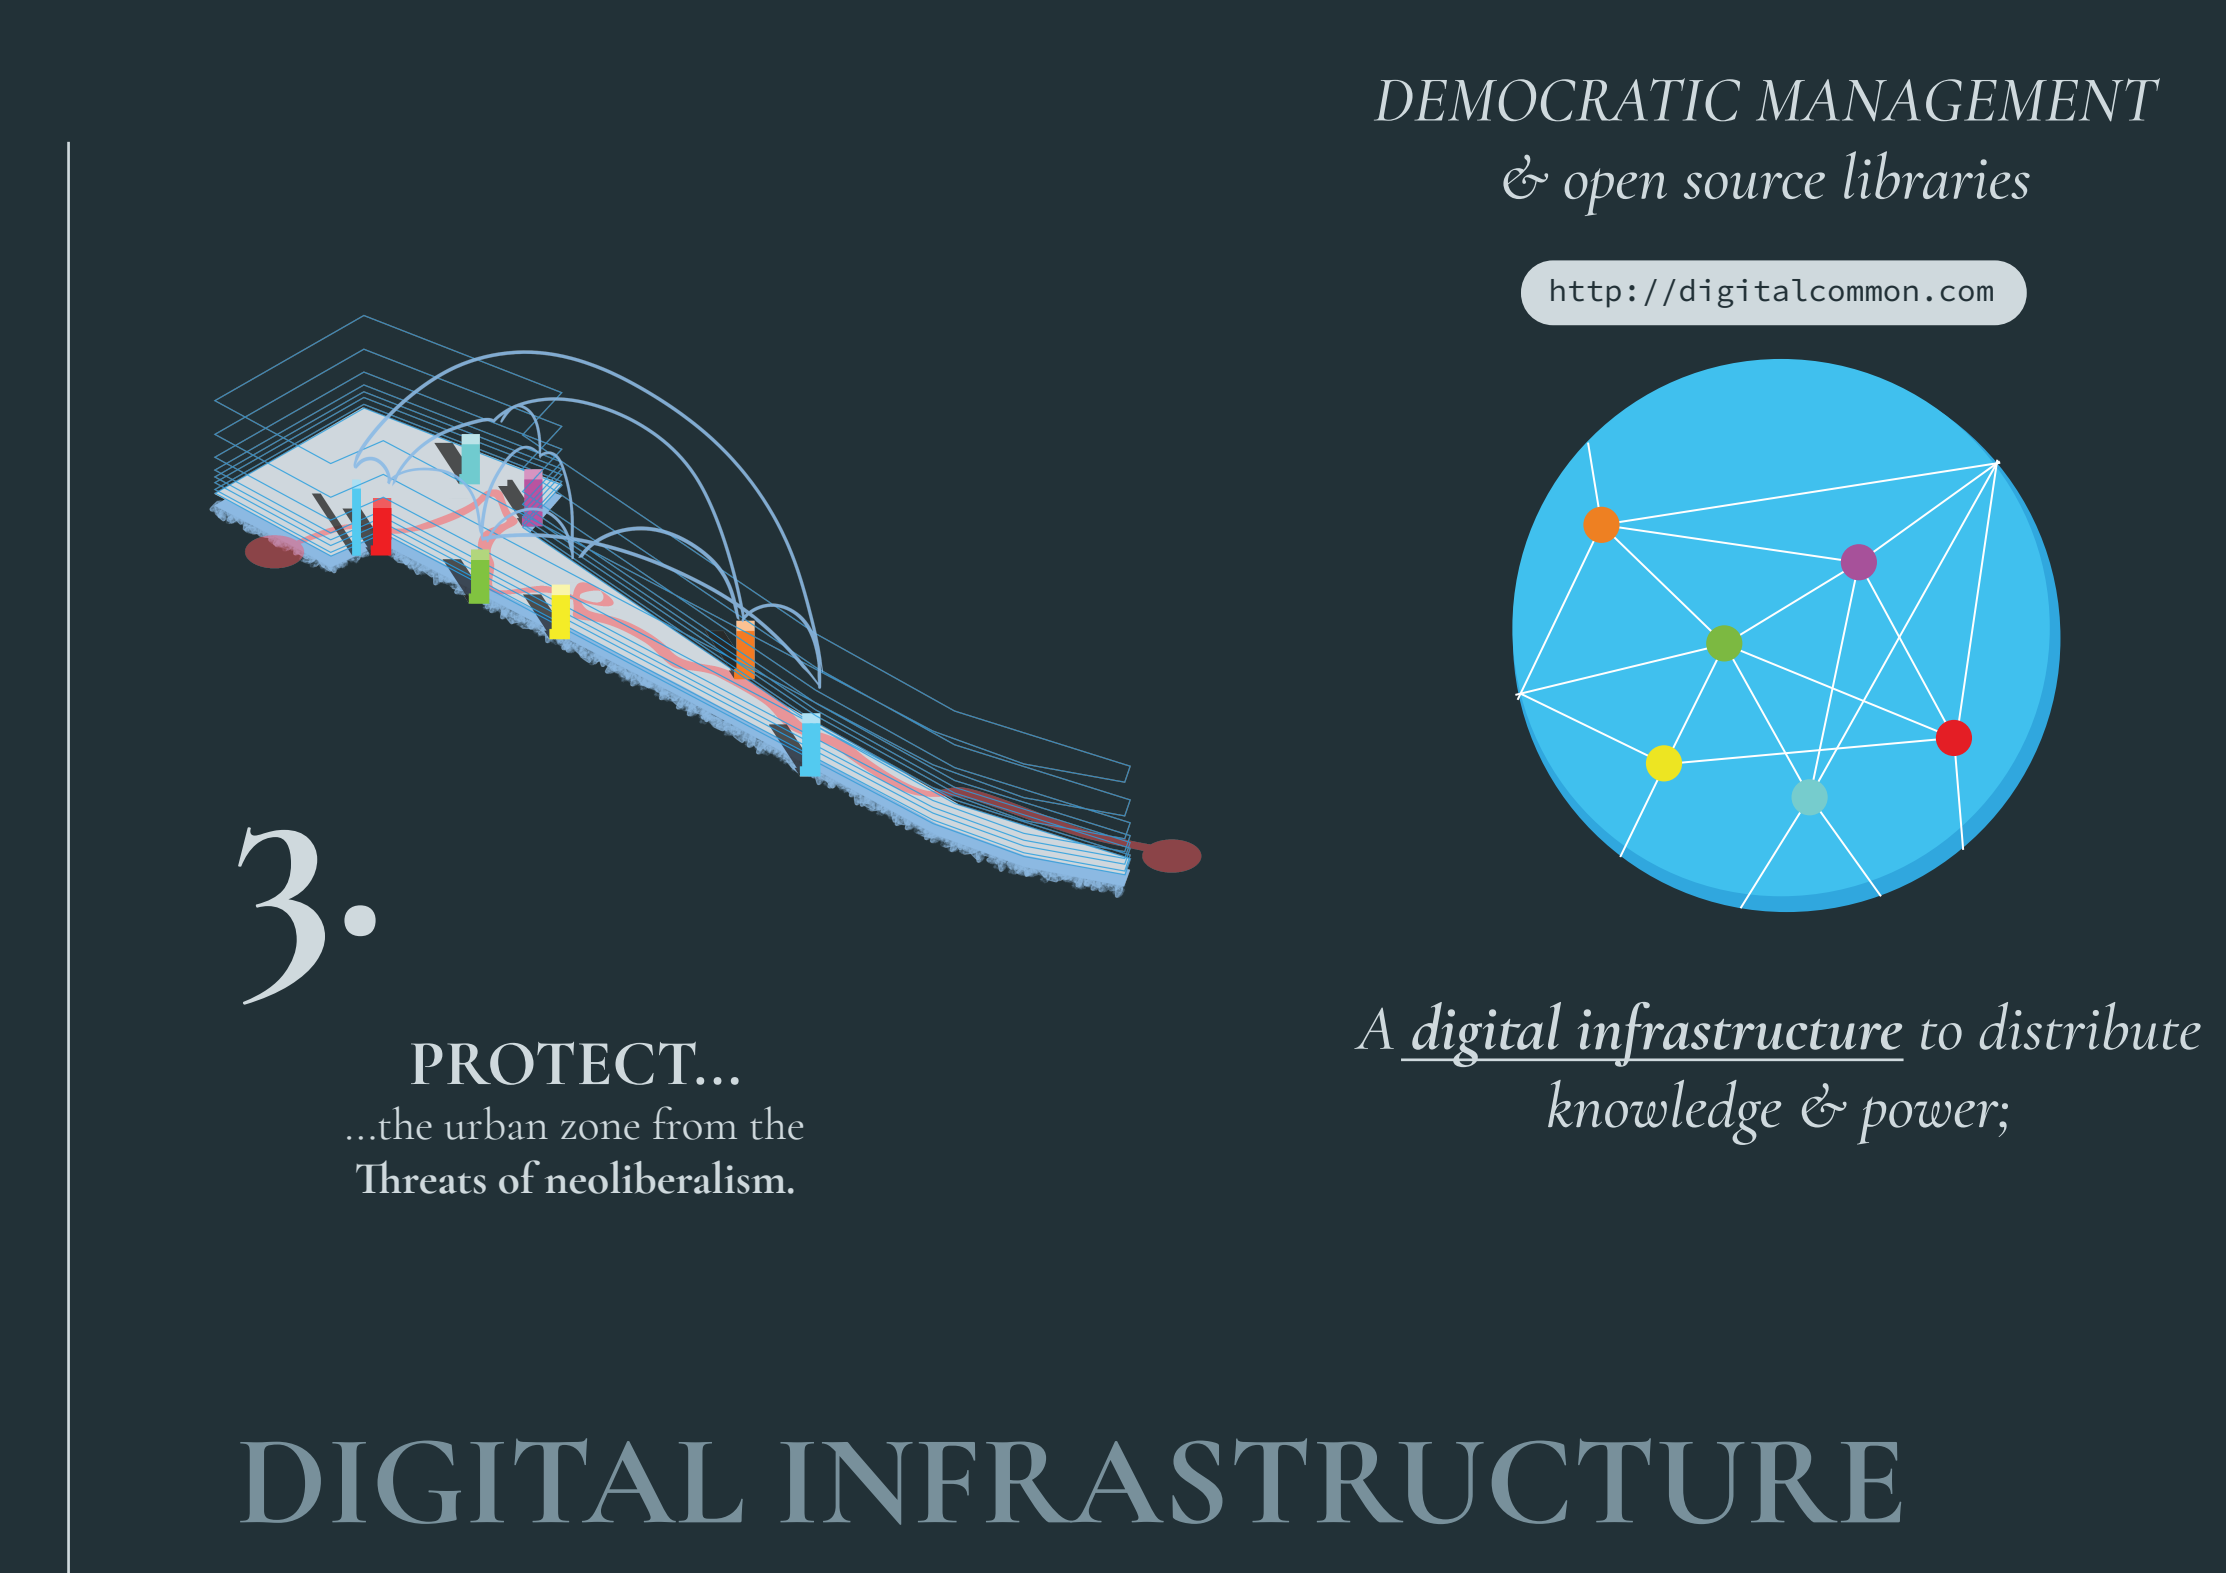 DEMOCRATIC MANAGEMENT
& open source libraries
http://digitalcommon.com
3.
PROTECT...
...the urban zone from the
Threats of neoliberalism.
A digital infrastructure to distribute
knowledge & power;
DIGITAL INFRASTRUCTURE